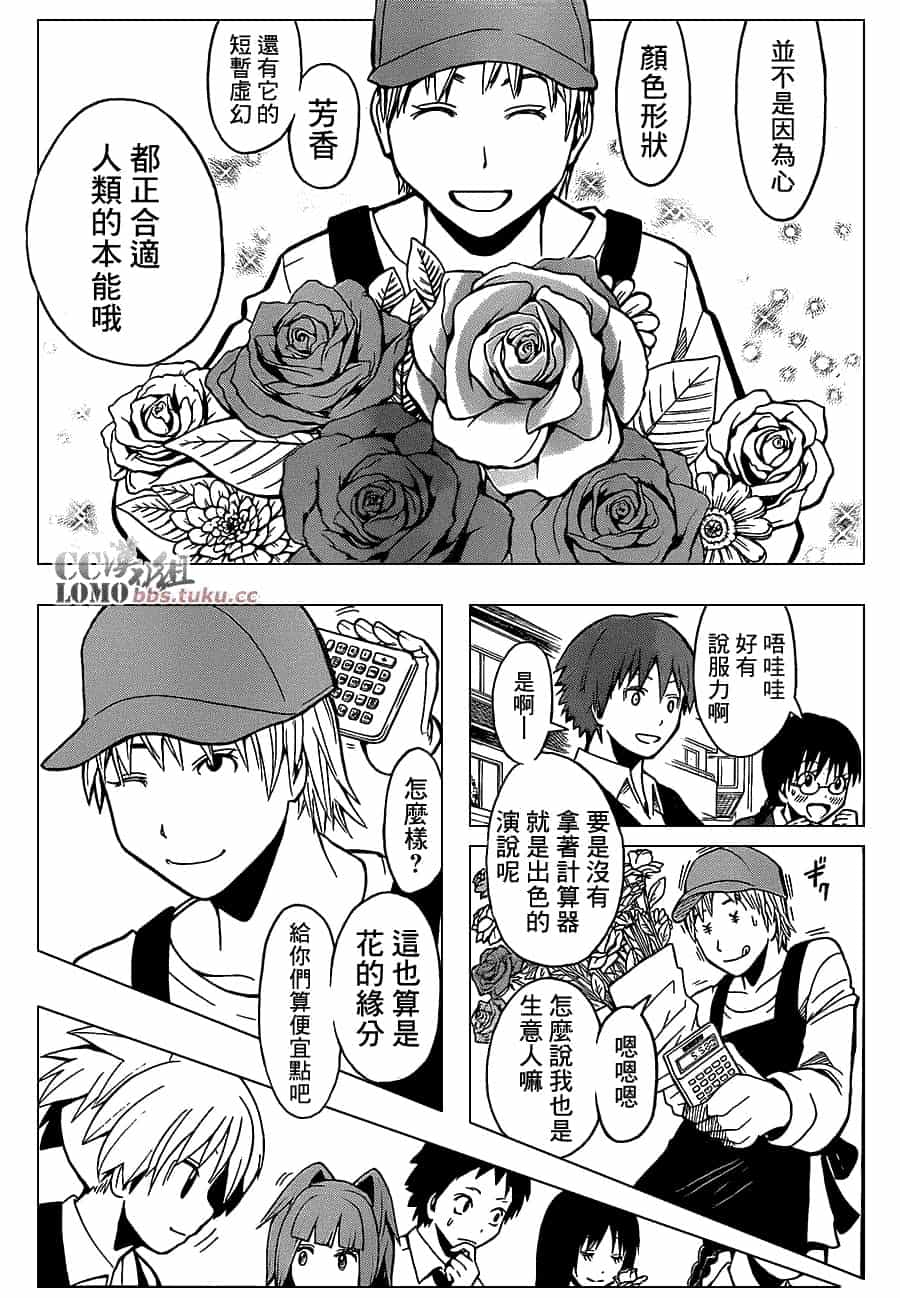 並不是因為心
顏色形狀
芳香
還有它的
短暫虛幻
都正合適
人類的本能哦
CC漢化組
LOMO bbs.tuku.cc
唔哇哇
好有
說服力啊
是啊—
要是沒有
拿著計算器
就是出色的
演說呢
ギク
嗯嗯嗯
怎麼說我也是
生意人嘛
怎麼樣？
這也算是
花的緣分
給你們算便宜點吧